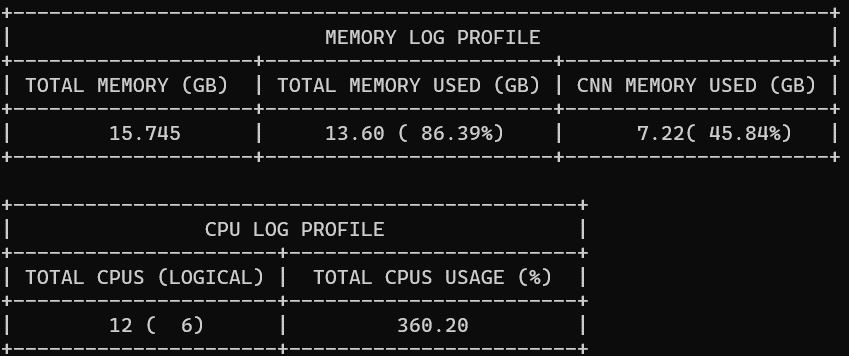 MEMORY LOG PROFILE
TOTAL MEMORY (GB) | TOTAL MEMORY USED (GB) | CNN MEMORY USED (GB)
15.745 | 13.60 ( 86.39%) | 7.22( 45.84%)
CPU LOG PROFILE
TOTAL CPUS (LOGICAL) | TOTAL CPUS USAGE (%)
12 (  6) | 360.20